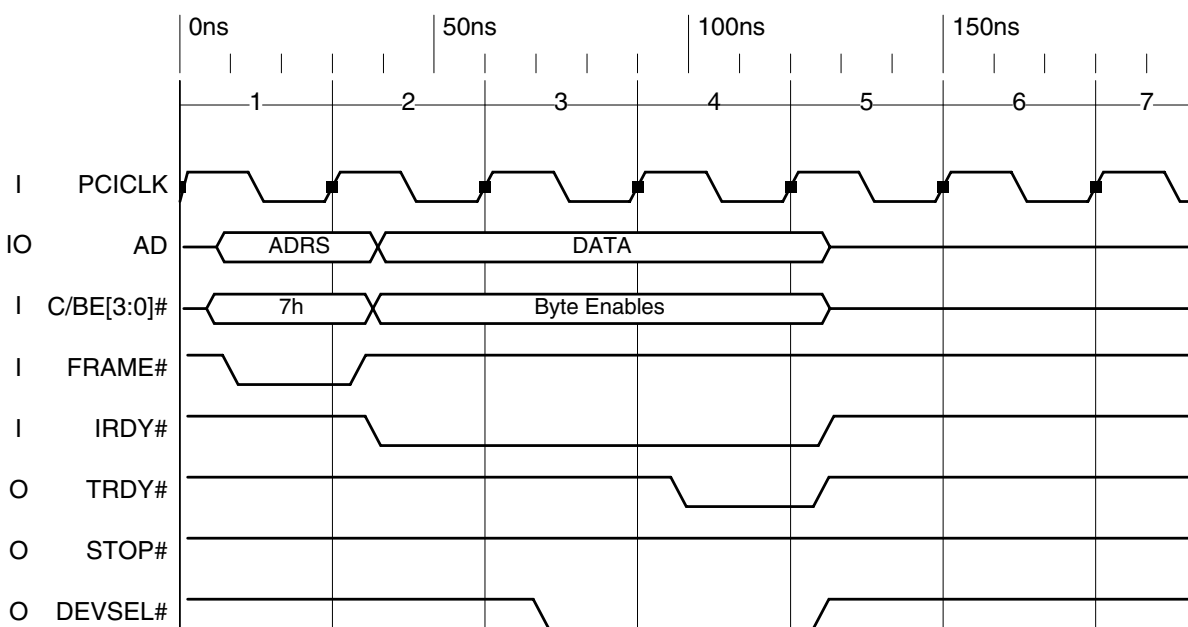 0ns 50ns 100ns 150ns
1 2 3 4 5 6 7
I PCICLK
IO AD ADRS DATA
I C/BE[3:0]# 7h Byte Enables
I FRAME#
I IRDY#
O TRDY#
O STOP#
O DEVSEL#